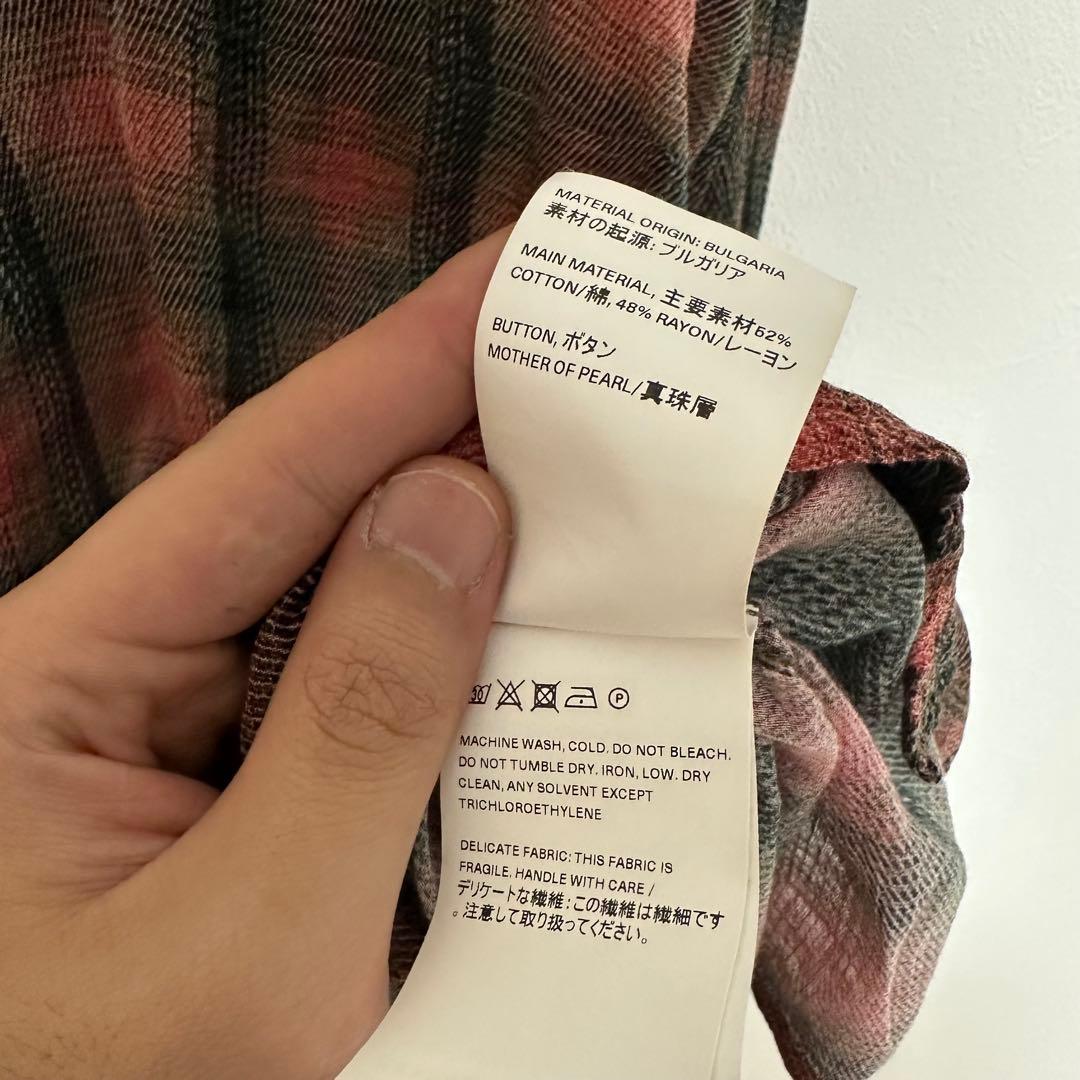 MATERIAL ORIGIN: BULGARIA
素材の起源: ブルガリア
MAIN MATERIAL, 主要素材52%
COTTON/綿, 48% RAYON/レーヨン
BUTTON, ボタン
MOTHER OF PEARL/真珠層
P
MACHINE WASH, COLD. DO NOT BLEACH.
DO NOT TUMBLE DRY. IRON, LOW. DRY
CLEAN, ANY SOLVENT EXCEPT
TRICHLOROETHYLENE
DELICATE FABRIC: THIS FABRIC IS
FRAGILE. HANDLE WITH CARE /
デリケートな繊維:この繊維は繊細です
。注意して取り扱ってください。